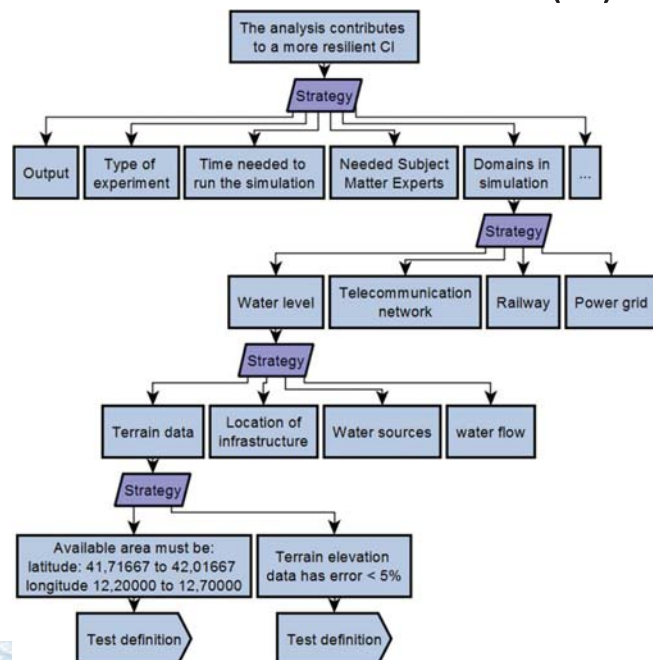 The analysis contributes
to a more resilient CI
Strategy
Output
Type of
experiment
Time needed to
run the simulation
Needed Subject
Matter Experts
Domains in
simulation
...
Strategy
Water level
Telecommunication
network
Railway
Power grid
Strategy
Terrain data
Location of
infrastructure
Water sources
water flow
Strategy
Available area must be:
latitude: 41,71667 to 42,01667
longitude 12,20000 to 12,70000
Terrain elevation
data has error < 5%
Test definition
Test definition